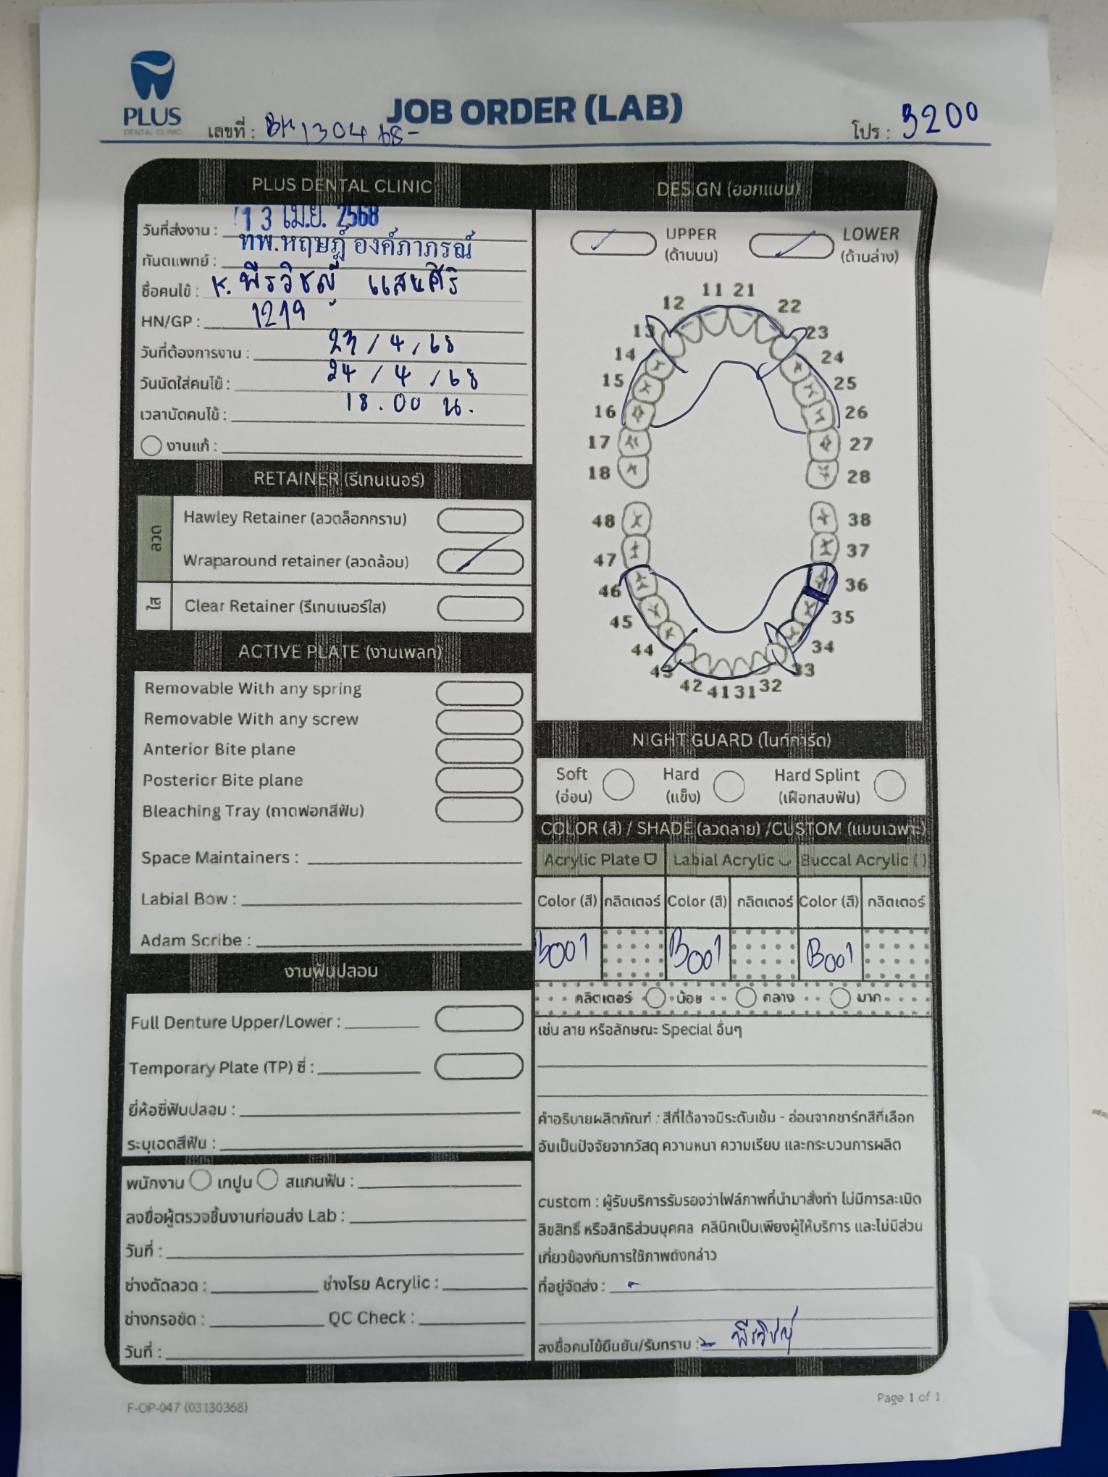 PLUS
DENTAL CLINIC
JOB ORDER (LAB)
เลขที่ : BK130468-
โปร : 3200
PLUS DENTAL CLINIC
วันที่ส่งงาน : 13 เม.ย. 2568
ทันตแพทย์ : ทพ.หฤษฎ์ องค์ภาภรณ์
ชื่อคนไข้ : K. พีรวิชญ์ แสนศิริ
HN/GP : 1219
วันที่ต้องการงาน : 23/4/68
วันนัดใส่คนไข้ : 24/4/68
เวลานัดคนไข้ : 18.00 น.
งานแก้ :
RETAINER (รีเทนเนอร์)
ลวด
Hawley Retainer (ลวดล็อกกราม)
Wraparound retainer (ลวดล้อม)
ใส
Clear Retainer (รีเทนเนอร์ใส)
ACTIVE PLATE (งานเพลท)
Removable With any spring
Removable With any screw
Anterior Bite plane
Posterior Bite plane
Bleaching Tray (ถาดฟอกสีฟัน)
Space Maintainers :
Labial Bow :
Adam Scribe :
งานฟันปลอม
Full Denture Upper/Lower :
Temporary Plate (TP) ซี่ :
ยี่ห้อซี่ฟันปลอม :
ระบุเฉดสีฟัน :
พนักงาน เทปูน สแกนฟัน :
ลงชื่อผู้ตรวจชิ้นงานก่อนส่ง Lab :
วันที่ :
ช่างดัดลวด : ช่างโรย Acrylic :
ช่างกรอขัด : QC Check :
วันที่ :
DESIGN (ออกแบบ)
UPPER
(ด้านบน)
LOWER
(ด้านล่าง)
11 21
12 22
13 23
14 24
15 25
16 26
17 27
18 28
48 38
47 37
46 36
45 35
44 34
43 33
42 41 31 32
NIGHT GUARD (ไนท์การ์ด)
Soft
(อ่อน)
Hard
(แข็ง)
Hard Splint
(เฝือกสบฟัน)
COLOR (สี) / SHADE (ลวดลาย) /CUSTOM (แบบเฉพาะ)
Acrylic Plate Labial Acrylic Buccal Acrylic ( )
Color (สี) กลิตเตอร์ Color (สี) กลิตเตอร์ Color (สี) กลิตเตอร์
B001 B001 B001
กลิตเตอร์ น้อย กลาง มาก
เช่น ลาย หรือลักษณะ Special อื่นๆ
คำอธิบายผลิตภัณฑ์ : สีที่ได้อาจมีระดับเข้ม - อ่อนจากชาร์ทสีที่เลือก
อันเป็นปัจจัยจากวัสดุ ความหนา ความเรียบ และกระบวนการผลิต
custom : ผู้รับบริการรับรองว่าไฟล์ภาพที่นำมาสั่งทำ ไม่มีการละเมิด
ลิขสิทธิ์ หรือสิทธิส่วนบุคคล คลินิกเป็นเพียงผู้ให้บริการ และไม่มีส่วน
เกี่ยวข้องกับการใช้ภาพดังกล่าว
ที่อยู่จัดส่ง : -
ลงชื่อคนไข้ยืนยัน/รับทราบ : พีรวิชญ์
F-OP-047 (03130368)
Page 1 of 1